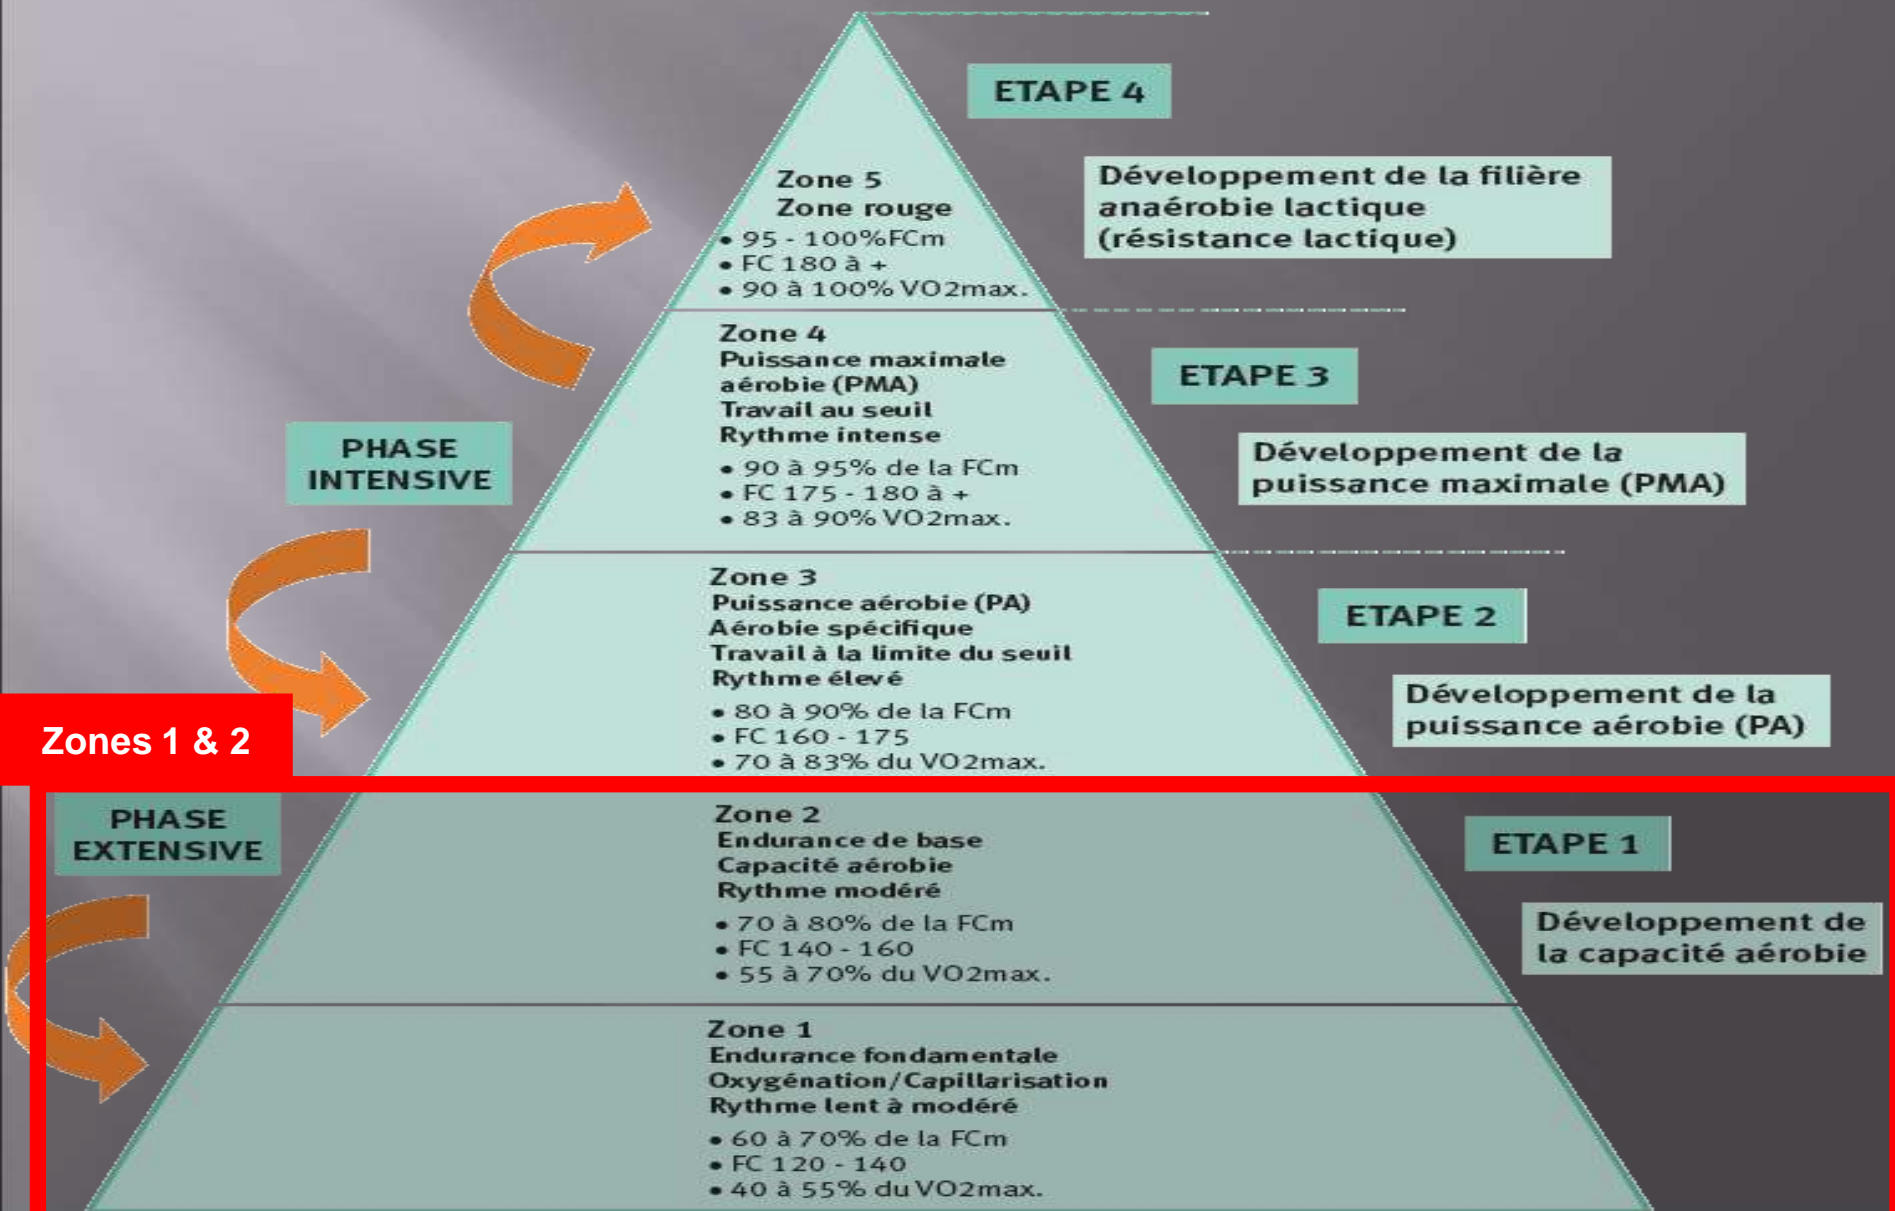 ETAPE 4
Zone 5
Zone rouge
• 95 - 100%FCm
• FC 180 à +
• 90 à 100% VO2max.
Développement de la filière
anaérobie lactique
(résistance lactique)
Zone 4
Puissance maximale
aérobie (PMA)
Travail au seuil
Rythme intense
• 90 à 95% de la FCm
• FC 175 - 180 à +
• 83 à 90% VO2max.
ETAPE 3
Développement de la
puissance maximale (PMA)
PHASE
INTENSIVE
Zone 3
Puissance aérobie (PA)
Aérobie spécifique
Travail à la limite du seuil
Rythme élevé
• 80 à 90% de la FCm
• FC 160 - 175
• 70 à 83% du VO2max.
ETAPE 2
Développement de la
puissance aérobie (PA)
Zones 1 & 2
PHASE
EXTENSIVE
Zone 2
Endurance de base
Capacité aérobie
Rythme modéré
• 70 à 80% de la FCm
• FC 140 - 160
• 55 à 70% du VO2max.
ETAPE 1
Développement de
la capacité aérobie
Zone 1
Endurance fondamentale
Oxygénation/Capillarisation
Rythme lent à modéré
• 60 à 70% de la FCm
• FC 120 - 140
• 40 à 55% du VO2max.